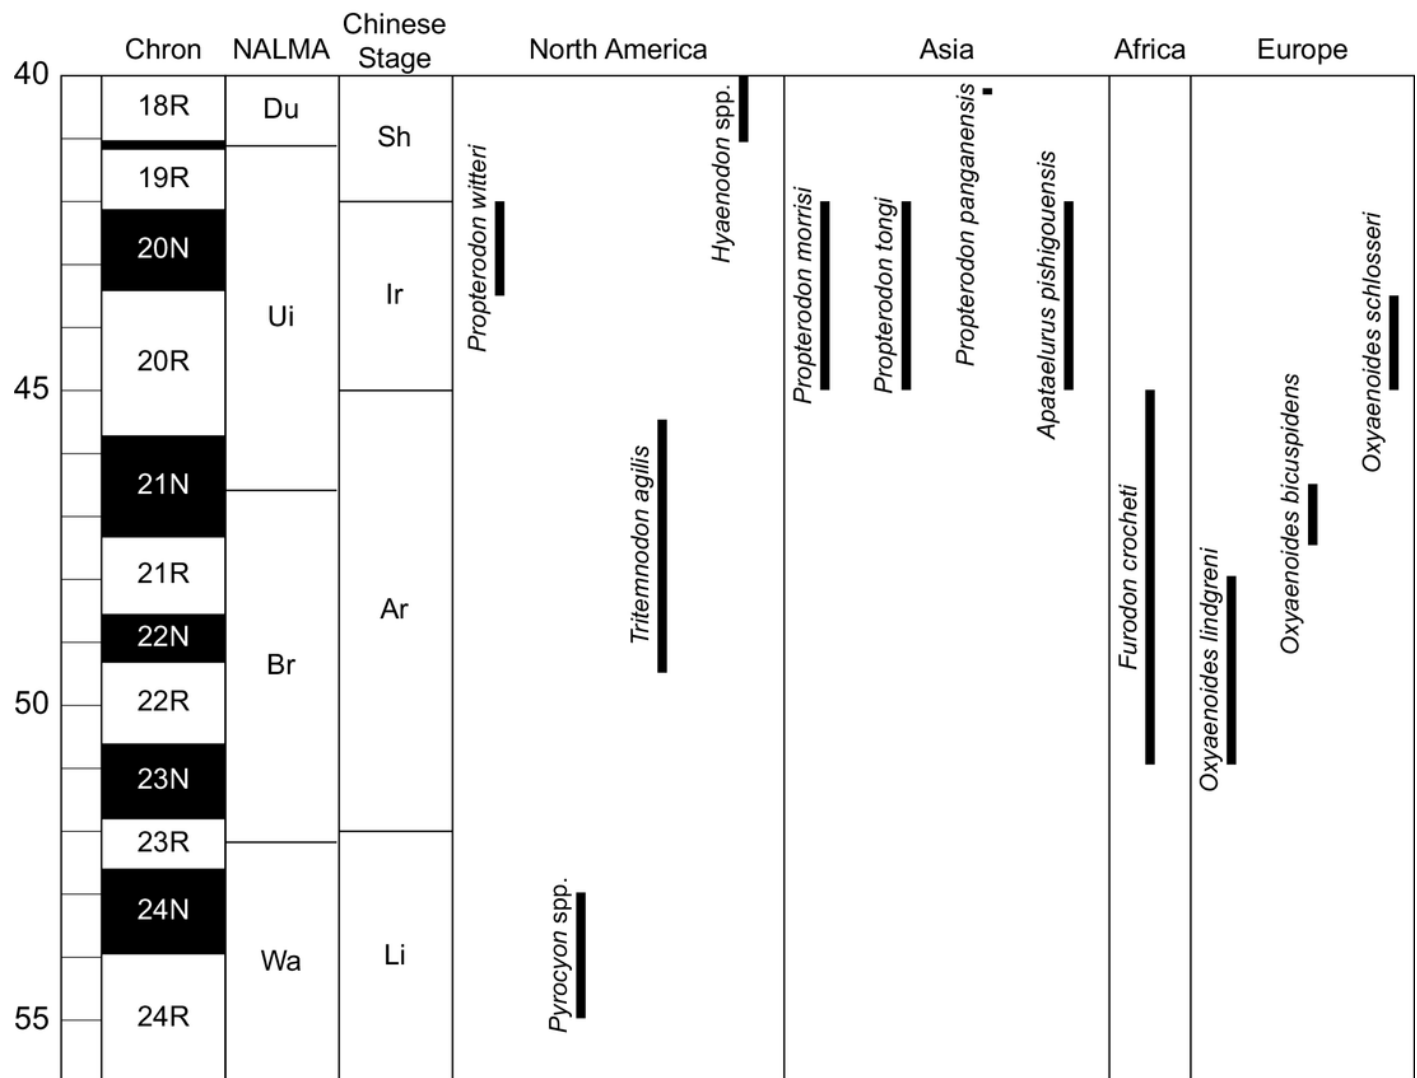 Chron
NALMA
Chinese
Stage
North America
Asia
Africa
Europe
40
45
50
55
18R
19R
20N
20R
21N
21R
22N
22R
23N
23R
24N
24R
Du
Ui
Br
Wa
Sh
Ir
Ar
Li
Propterodon witteri
Pyrocyon spp.
Tritemnodon agilis
Hyaenodon spp.
Propterodon morrisi
Propterodon tongi
Propterodon panganensis
Apataelurus pishigouensis
Furodon crocheti
Oxyaenoides lindgreni
Oxyaenoides bicuspidens
Oxyaenoides schlosseri